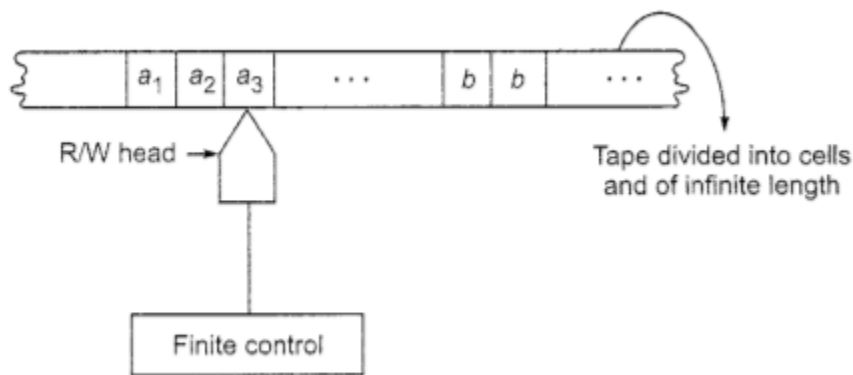 a₁ a₂ a₃ ··· b b ···
R/W head
Tape divided into cells
and of infinite length
Finite control